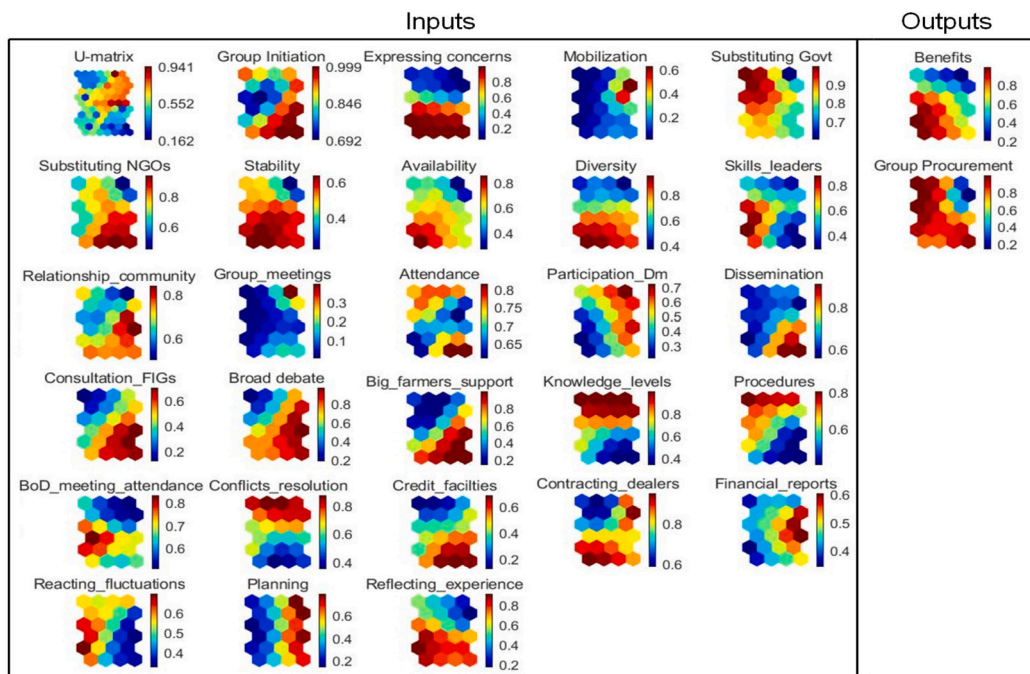 Inputs Outputs
U-matrix Group Initiation Expressing concerns Mobilization Substituting Govt Benefits
0.941 0.999 0.8 0.6 0.9 0.8
0.552 0.846 0.6 0.4 0.8 0.6
0.162 0.692 0.4 0.2 0.7 0.4
0.2 0.2
Substituting NGOs Stability Availability Diversity Skills_leaders Group Procurement
0.8 0.6 0.8 0.8 0.8 0.8
0.6 0.4 0.6 0.6 0.6 0.6
0.4 0.4 0.4 0.4
0.2
Relationship_community Group_meetings Attendance Participation_Dm Dissemination
0.8 0.3 0.8 0.7 0.8
0.6 0.2 0.75 0.6 0.6
0.1 0.7 0.5
0.65 0.4
0.3
Consultation_FIGs Broad debate Big_farmers_support Knowledge_levels Procedures
0.6 0.8 0.8 0.8 0.8
0.4 0.6 0.6 0.6 0.6
0.2 0.4 0.4 0.4
0.2 0.2
BoD_meeting_attendance Conflicts_resolution Credit_facilties Contracting_dealers Financial_reports
0.8 0.8 0.6 0.8 0.6
0.7 0.6 0.4 0.6 0.5
0.6 0.4 0.2 0.4
Reacting_fluctuations Planning Reflecting_experience
0.6 0.6 0.8
0.5 0.4 0.6
0.4 0.2 0.4
0.2